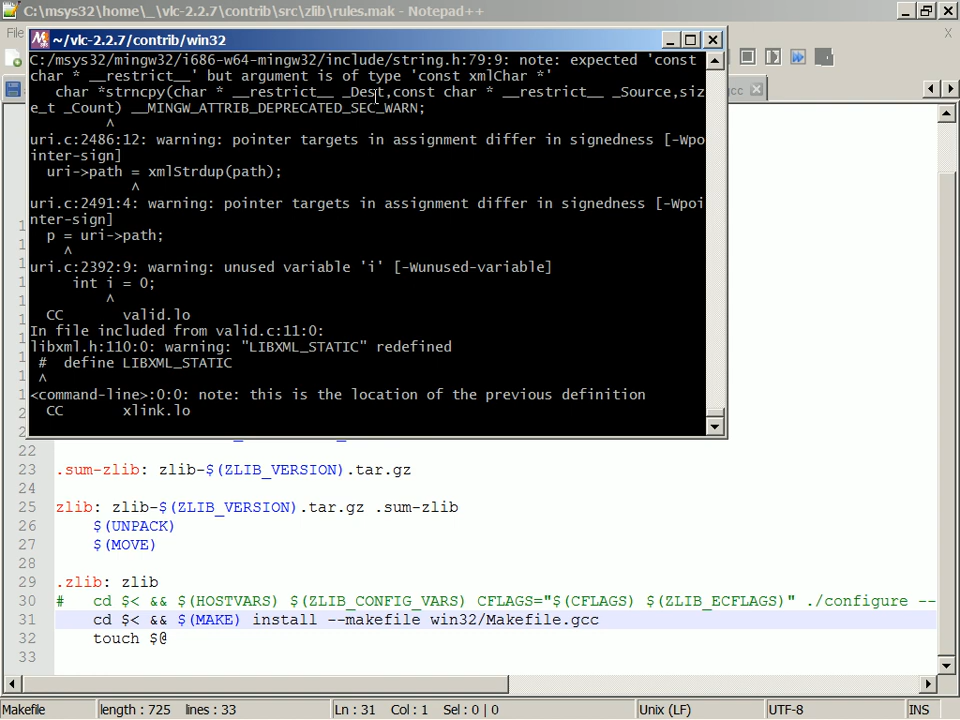 C:\msys32\home\_\vlc-2.2.7\contrib\src\zlib\rules.mak - Notepad++
File
~/vlc-2.2.7/contrib/win32
C:/msys32/mingw32/i686-w64-mingw32/include/string.h:79:9: note: expected 'const
char * __restrict__' but argument is of type 'const xmlChar *'
char *strncpy(char * __restrict__ _Dest,const char * __restrict__ _Source,siz
e_t _Count) __MINGW_ATTRIB_DEPRECATED_SEC_WARN;
^
uri.c:2486:12: warning: pointer targets in assignment differ in signedness [-Wpo
inter-sign]
uri->path = xmlStrdup(path);
^
uri.c:2491:4: warning: pointer targets in assignment differ in signedness [-Wpoi
nter-sign]
p = uri->path;
^
uri.c:2392:9: warning: unused variable 'i' [-Wunused-variable]
int i = 0;
^
CC valid.lo
In file included from valid.c:11:0:
libxml.h:110:0: warning: "LIBXML_STATIC" redefined
# define LIBXML_STATIC
^
<command-line>:0:0: note: this is the location of the previous definition
CC xlink.lo
22
23 .sum-zlib: zlib-$(ZLIB_VERSION).tar.gz
24
25 zlib: zlib-$(ZLIB_VERSION).tar.gz .sum-zlib
26 $(UNPACK)
27 $(MOVE)
28
29 .zlib: zlib
30 # cd $< && $(HOSTVARS) $(ZLIB_CONFIG_VARS) CFLAGS="$(CFLAGS) $(ZLIB_ECFLAGS)" ./configure --
31 cd $< && $(MAKE) install --makefile win32/Makefile.gcc
32 touch $@
33
Makefile length : 725 lines : 33 Ln : 31 Col : 1 Sel : 0 | 0 Unix (LF) UTF-8 INS